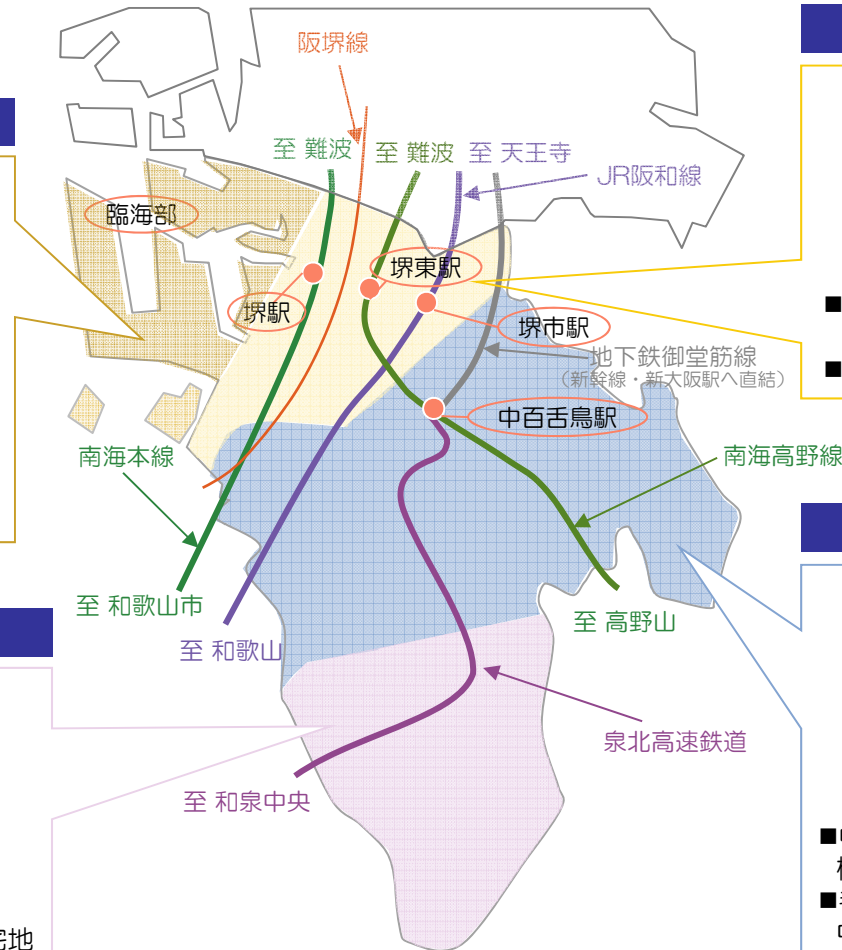 阪堺線
至 難波
至 難波
至 天王寺
JR阪和線
臨海部
堺駅
堺東駅
堺市駅
地下鉄御堂筋線
(新幹線・新大阪駅へ直結)
中百舌鳥駅
南海本線
南海高野線
至 和歌山市
至 和歌山
至 高野山
泉北高速鉄道
至 和泉中央
■
■
■
■
宅地